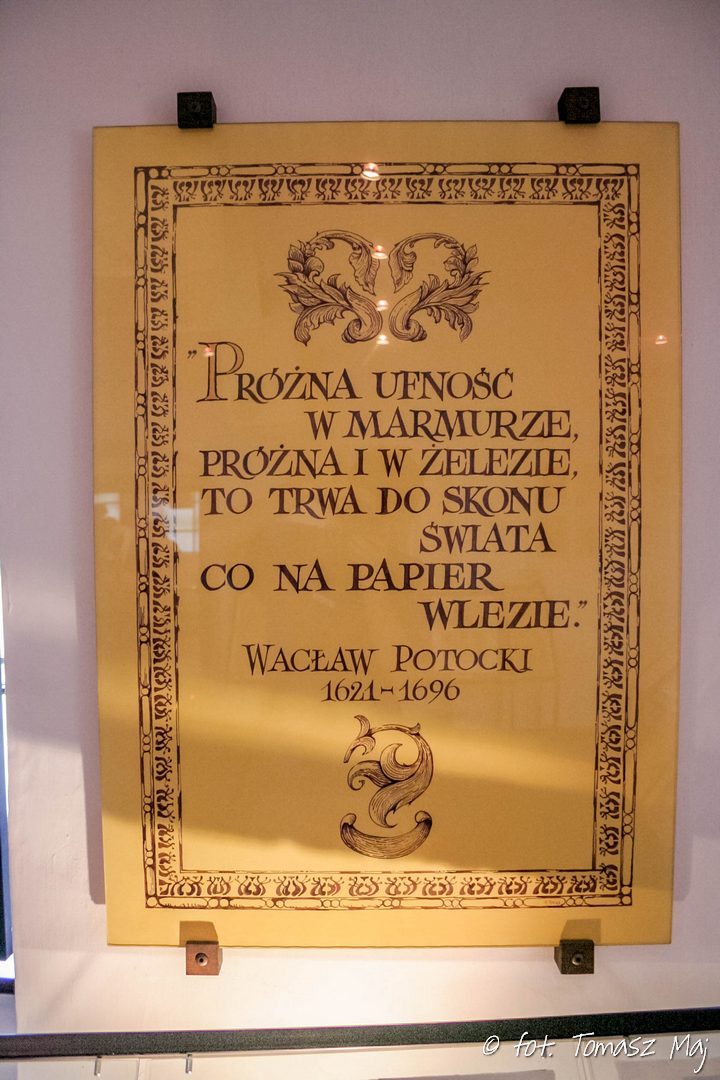 „PRÓŻNA UFNOŚĆ
W MARMURZE,
PRÓŻNA I W ŻELEZIE,
TO TRWA DO SKONU
ŚWIATA
CO NA PAPIER
WLEZIE.”
WACŁAW POTOCKI
1621-1696
© fot. Tomasz Maj